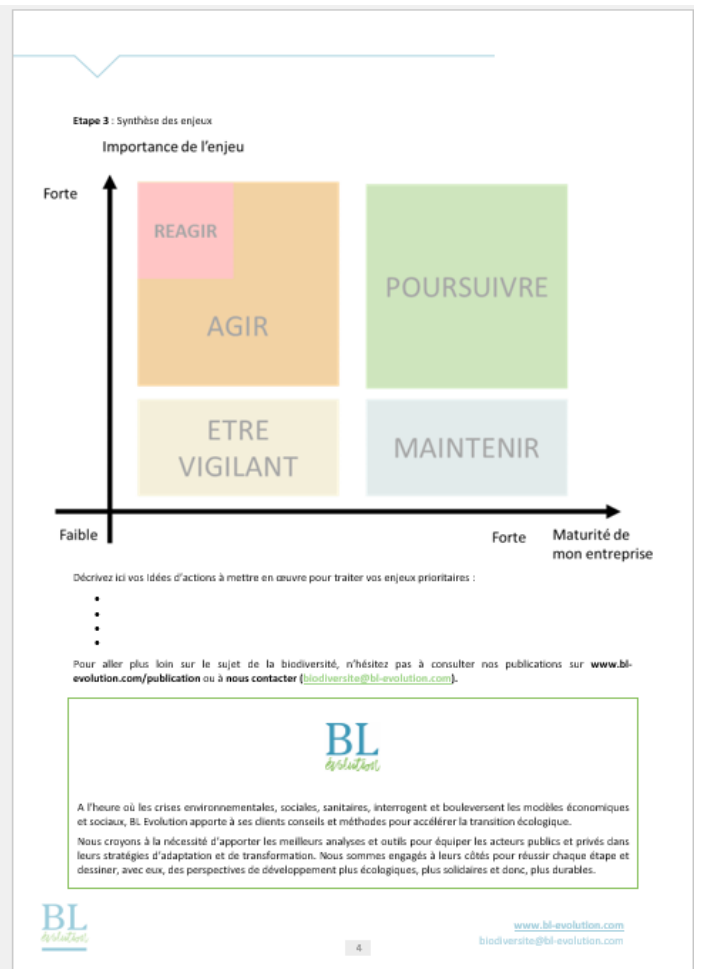 Etape 3 : Synthèse des enjeux
Importance de l'enjeu
Forte
REAGIR
AGIR
POURSUIVRE
ETRE
VIGILANT
MAINTENIR
Faible
Forte
Maturité de
mon entreprise
Décrivez ici vos Idées d'actions à mettre en œuvre pour traiter vos enjeux prioritaires :
Pour aller plus loin sur le sujet de la biodiversité, n'hésitez pas à consulter nos publications sur www.bl-
evolution.com/publication ou à nous contacter (biodiversite@bl-evolution.com).
BL
évolution
A l'heure où les crises environnementales, sociales, sanitaires, interrogent et bouleversent les modèles économiques
et sociaux, BL Evolution apporte à ses clients conseils et méthodes pour accélérer la transition écologique.
Nous croyons à la nécessité d'apporter les meilleurs analyses et outils pour équiper les acteurs publics et privés dans
leurs stratégies d'adaptation et de transformation. Nous sommes engagés à leurs côtés pour réussir chaque étape et
dessiner, avec eux, des perspectives de développement plus écologiques, plus solidaires et donc, plus durables.
BL
évolution
www.bl-evolution.com
biodiversite@bl-evolution.com
4